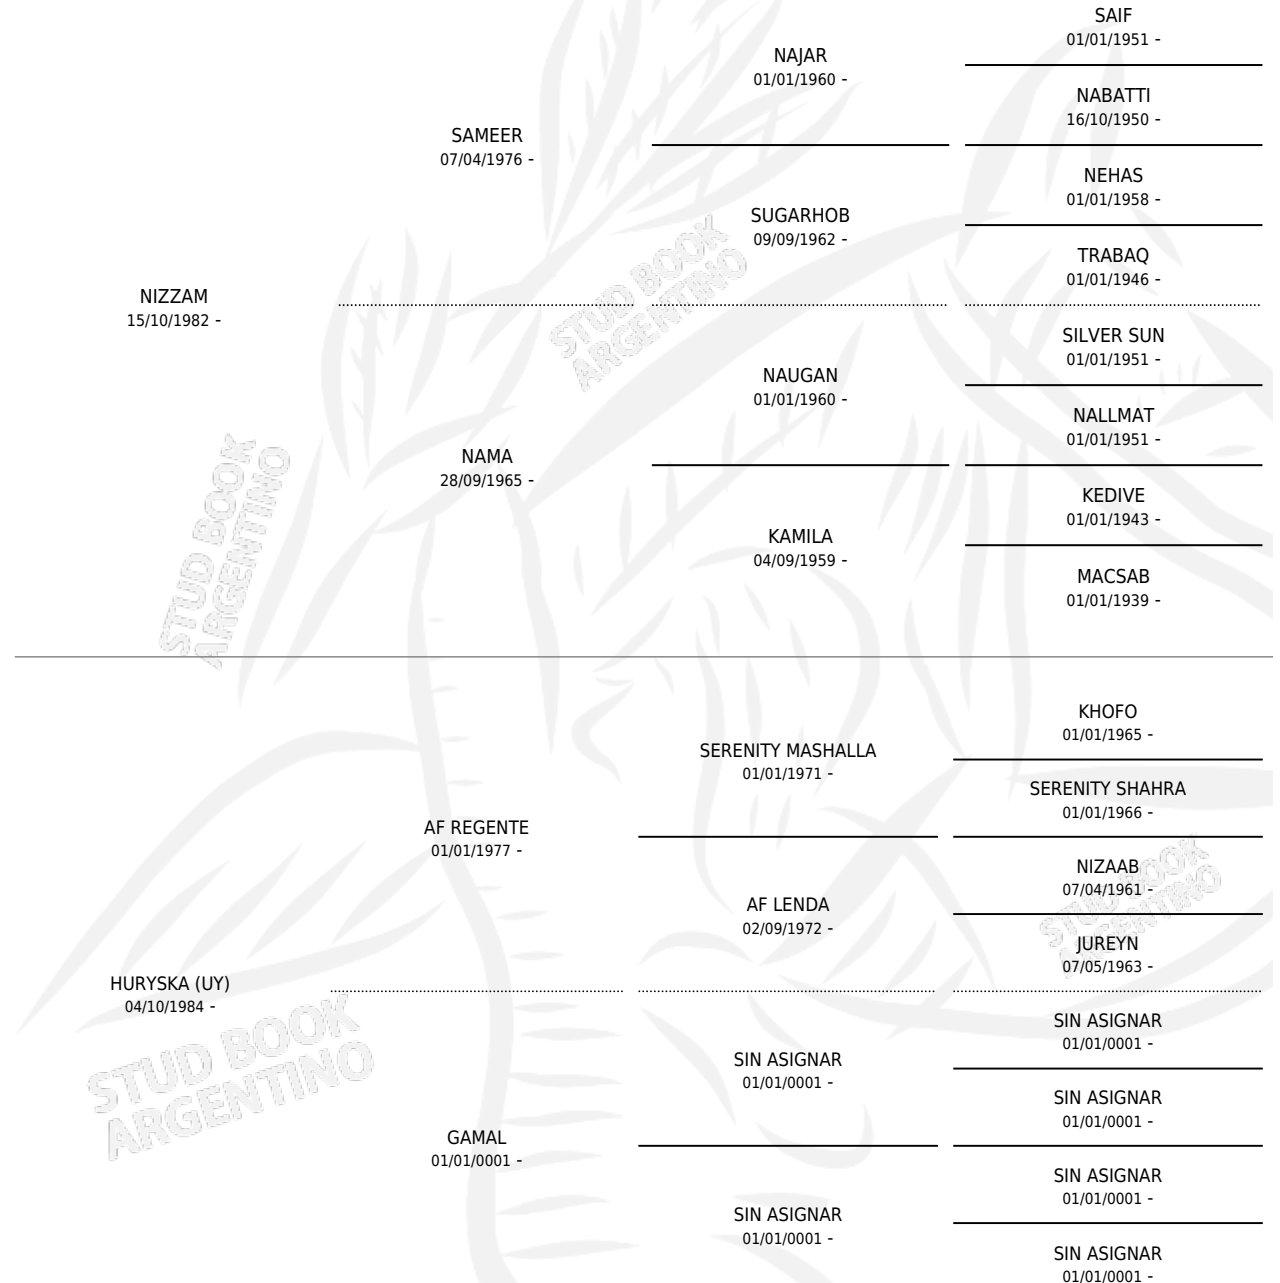 SAIF
01/01/1951 -
NAJAR
01/01/1960 -
NABATTI
16/10/1950 -
SAMEER
07/04/1976 -
NEHAS
01/01/1958 -
SUGARHOB
09/09/1962 -
TRABAQ
01/01/1946 -
NIZZAM
15/10/1982 -
SILVER SUN
01/01/1951 -
NAUGAN
01/01/1960 -
NALLMAT
01/01/1951 -
NAMA
28/09/1965 -
KEDIVE
01/01/1943 -
KAMILA
04/09/1959 -
MACSAB
01/01/1939 -
STUD BOOK
ARGENTINO
STUD BOOK
ARGENTINO
KHOFO
01/01/1965 -
SERENITY MASHALLA
01/01/1971 -
SERENITY SHAHRA
01/01/1966 -
AF REGENTE
01/01/1977 -
NIZAAB
07/04/1961 -
AF LENDA
02/09/1972 -
JUREYN
07/05/1963 -
HURYSKA (UY)
04/10/1984 -
SIN ASIGNAR
01/01/0001 -
SIN ASIGNAR
01/01/0001 -
SIN ASIGNAR
01/01/0001 -
GAMAL
01/01/0001 -
SIN ASIGNAR
01/01/0001 -
SIN ASIGNAR
01/01/0001 -
SIN ASIGNAR
01/01/0001 -
STUD BOOK
ARGENTINO
STUD BOOK
ARGENTINO